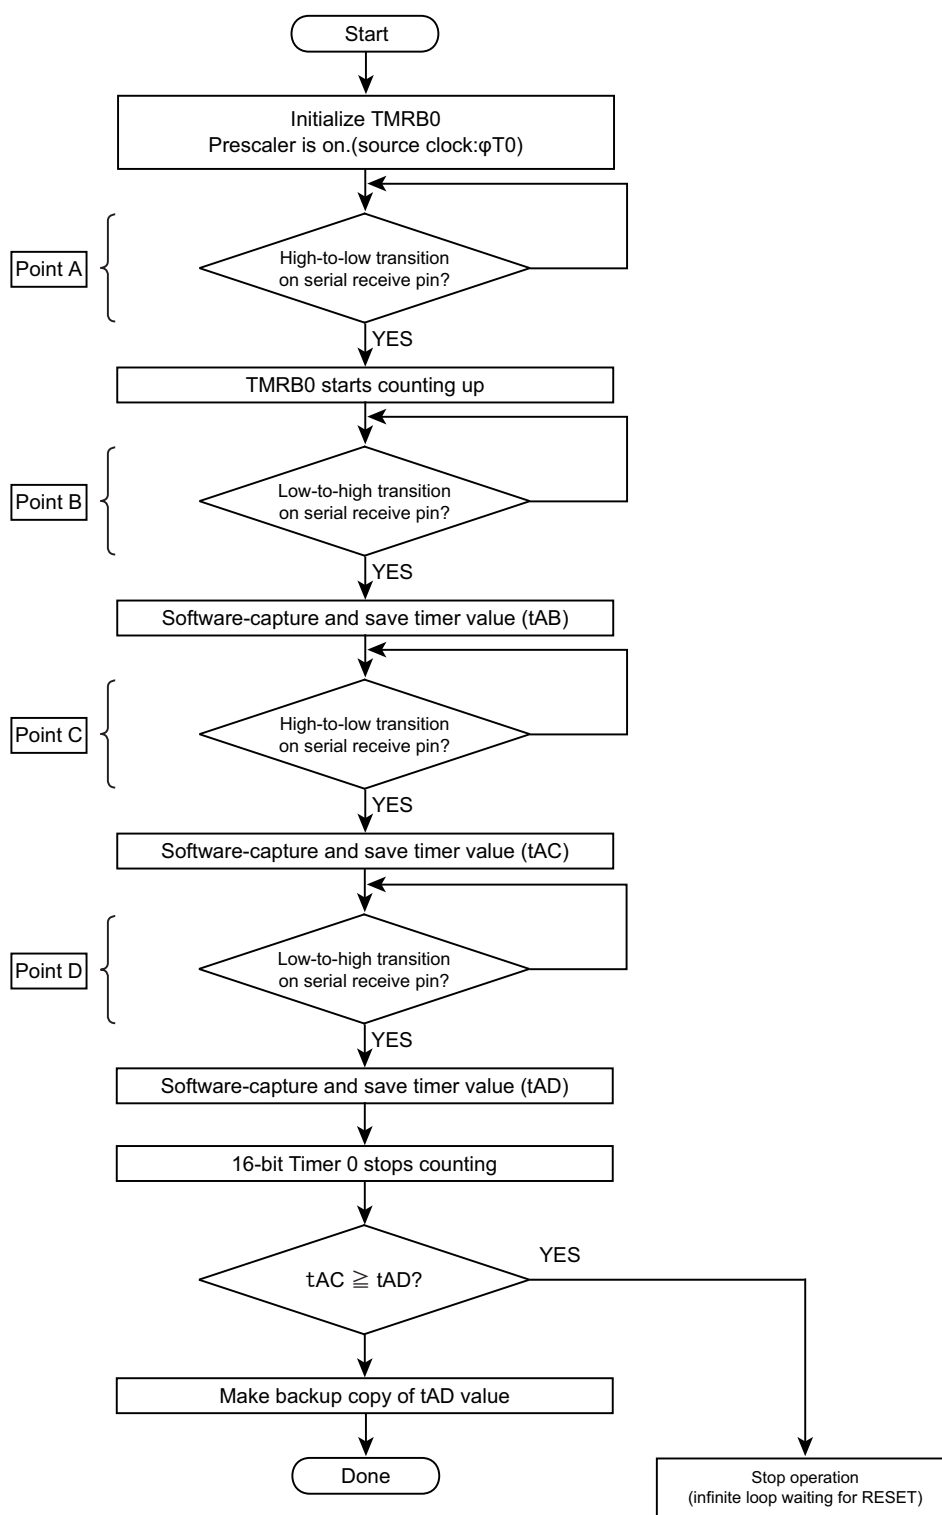 Start
Initialize TMRB0
Prescaler is on.(source clock:φT0)
Point A
High-to-low transition
on serial receive pin?
YES
TMRB0 starts counting up
Point B
Low-to-high transition
on serial receive pin?
YES
Software-capture and save timer value (tAB)
Point C
High-to-low transition
on serial receive pin?
YES
Software-capture and save timer value (tAC)
Point D
Low-to-high transition
on serial receive pin?
YES
Software-capture and save timer value (tAD)
16-bit Timer 0 stops counting
tAC ≧ tAD?
YES
Make backup copy of tAD value
Done
Stop operation
(infinite loop waiting for RESET)